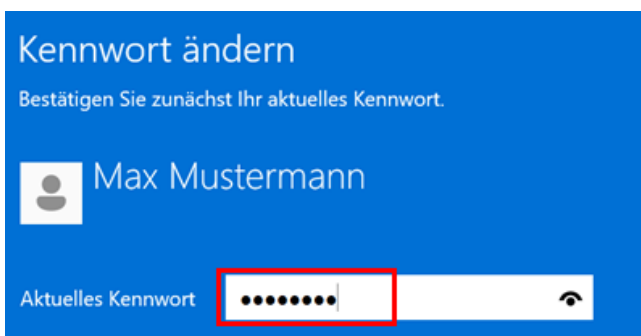 Kennwort ändern
Bestätigen Sie zunächst Ihr aktuelles Kennwort.
Max Mustermann
Aktuelles Kennwort ●●●●●●●●